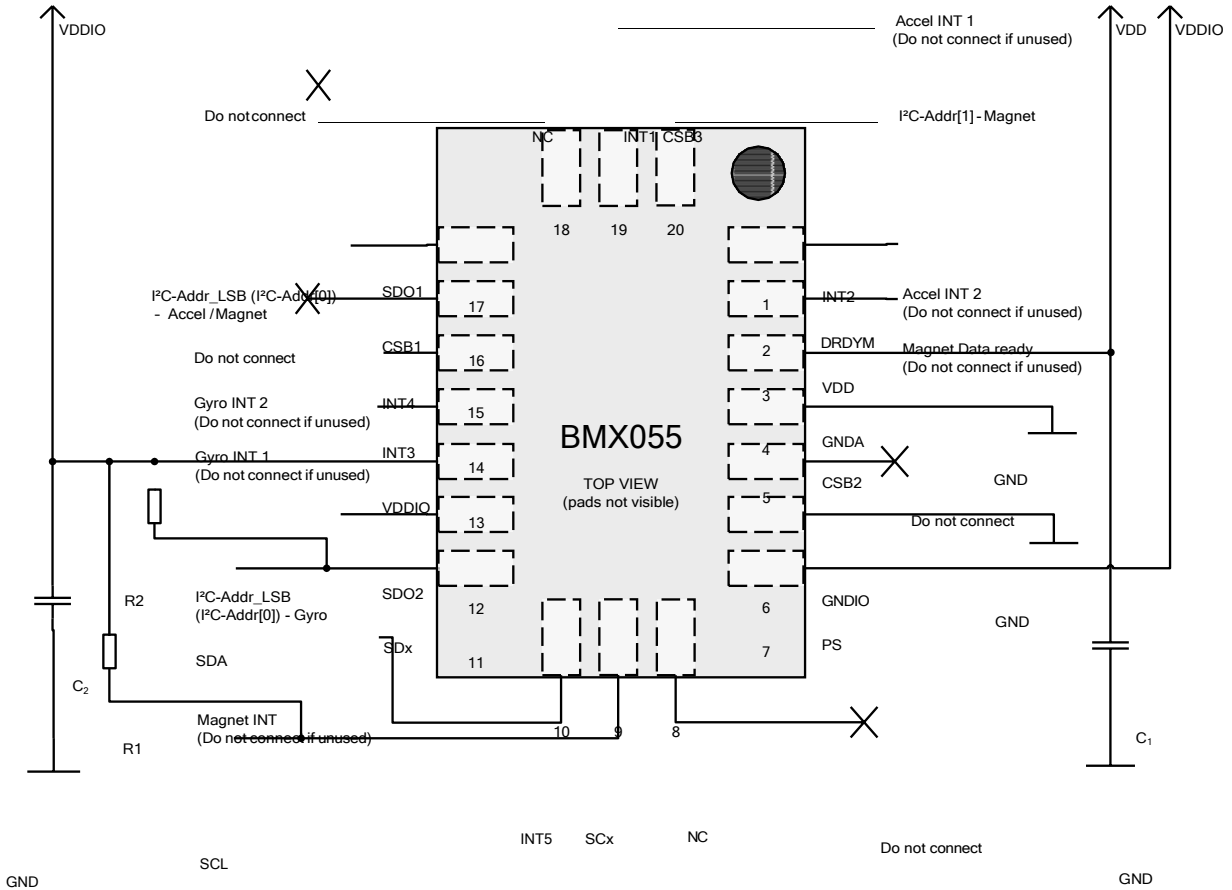 VDDIO
Accel INT 1
(Do not connect if unused)
VDD
VDDIO
Do not connect
I²C-Addr[1] - Magnet
NC
INT1
CSB3
18
19
20
I²C-Addr_LSB (I²C-Addr[0])
- Accel /Magnet
SDO1
17
1
INT2
Accel INT 2
(Do not connect if unused)
Do not connect
CSB1
16
2
DRDYM
Magnet Data ready
(Do not connect if unused)
Gyro INT 2
(Do not connect if unused)
INT4
15
3
VDD
BMX055
Gyro INT 1
(Do not connect if unused)
INT3
14
4
GNDA
TOP VIEW
(pads not visible)
CSB2
GND
VDDIO
13
5
Do not connect
R2
I²C-Addr_LSB
(I²C-Addr[0]) - Gyro
SDO2
12
6
GNDIO
GND
SDA
SDx
11
7
PS
C₂
Magnet INT
(Do not connect if unused)
R1
10
9
8
C₁
INT5
SCx
NC
Do not connect
SCL
GND
GND